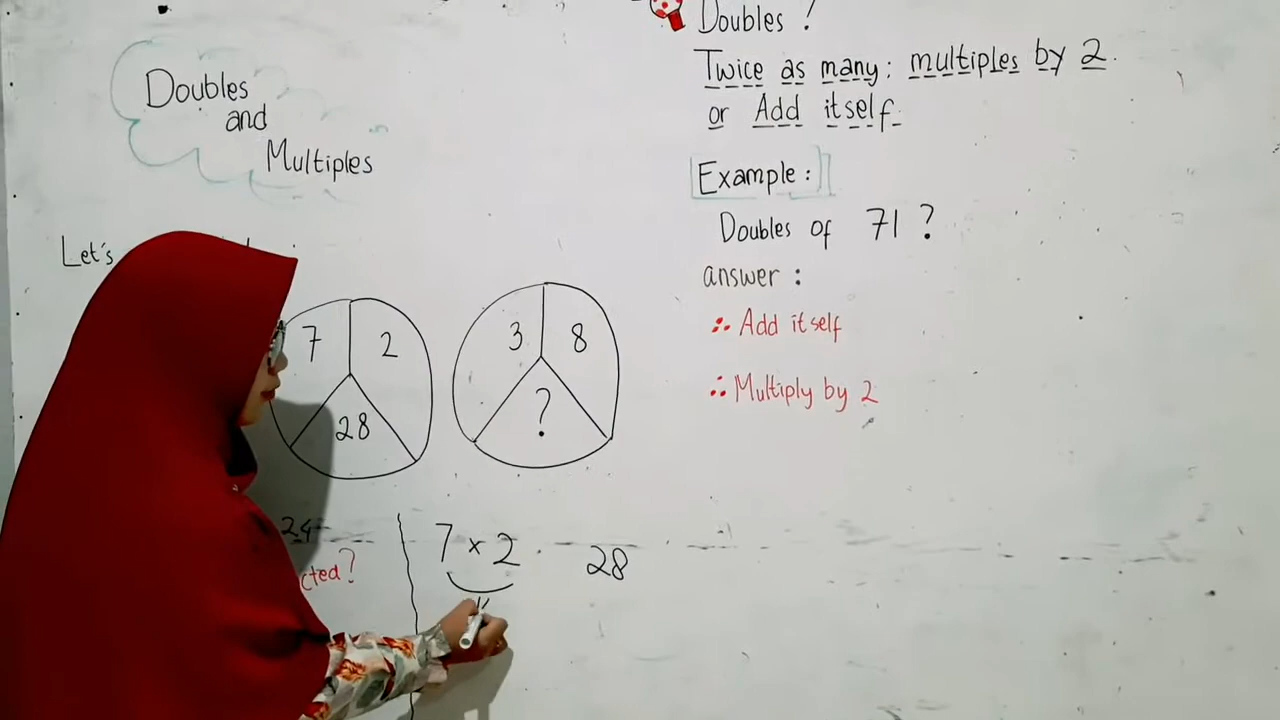 Doubles
and
Multiples
Let's
7 2
28
3 8
?
24
cted?
7 × 2 28
Doubles !
Twice as many: multiples by 2.
or Add itself.
Example :
Doubles of 71 ?
answer :
∴ Add itself
∴ Multiply by 2